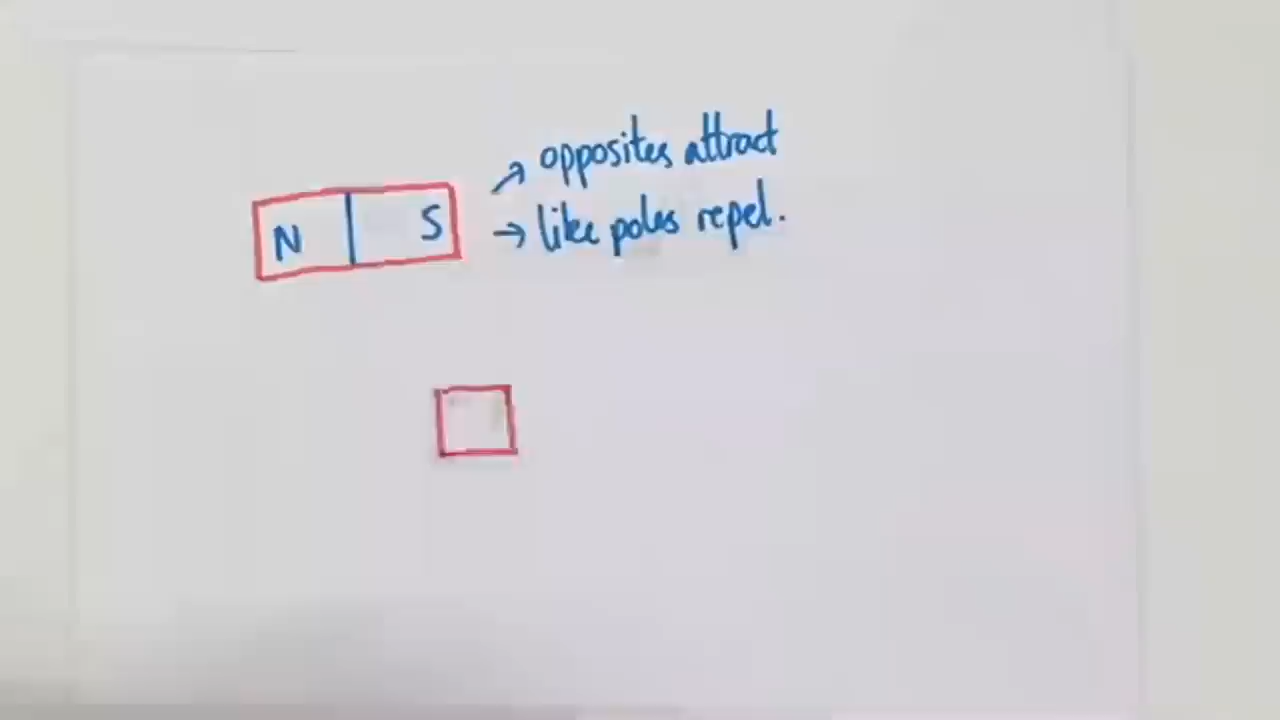 N S
→ opposites attract
→ like poles repel.